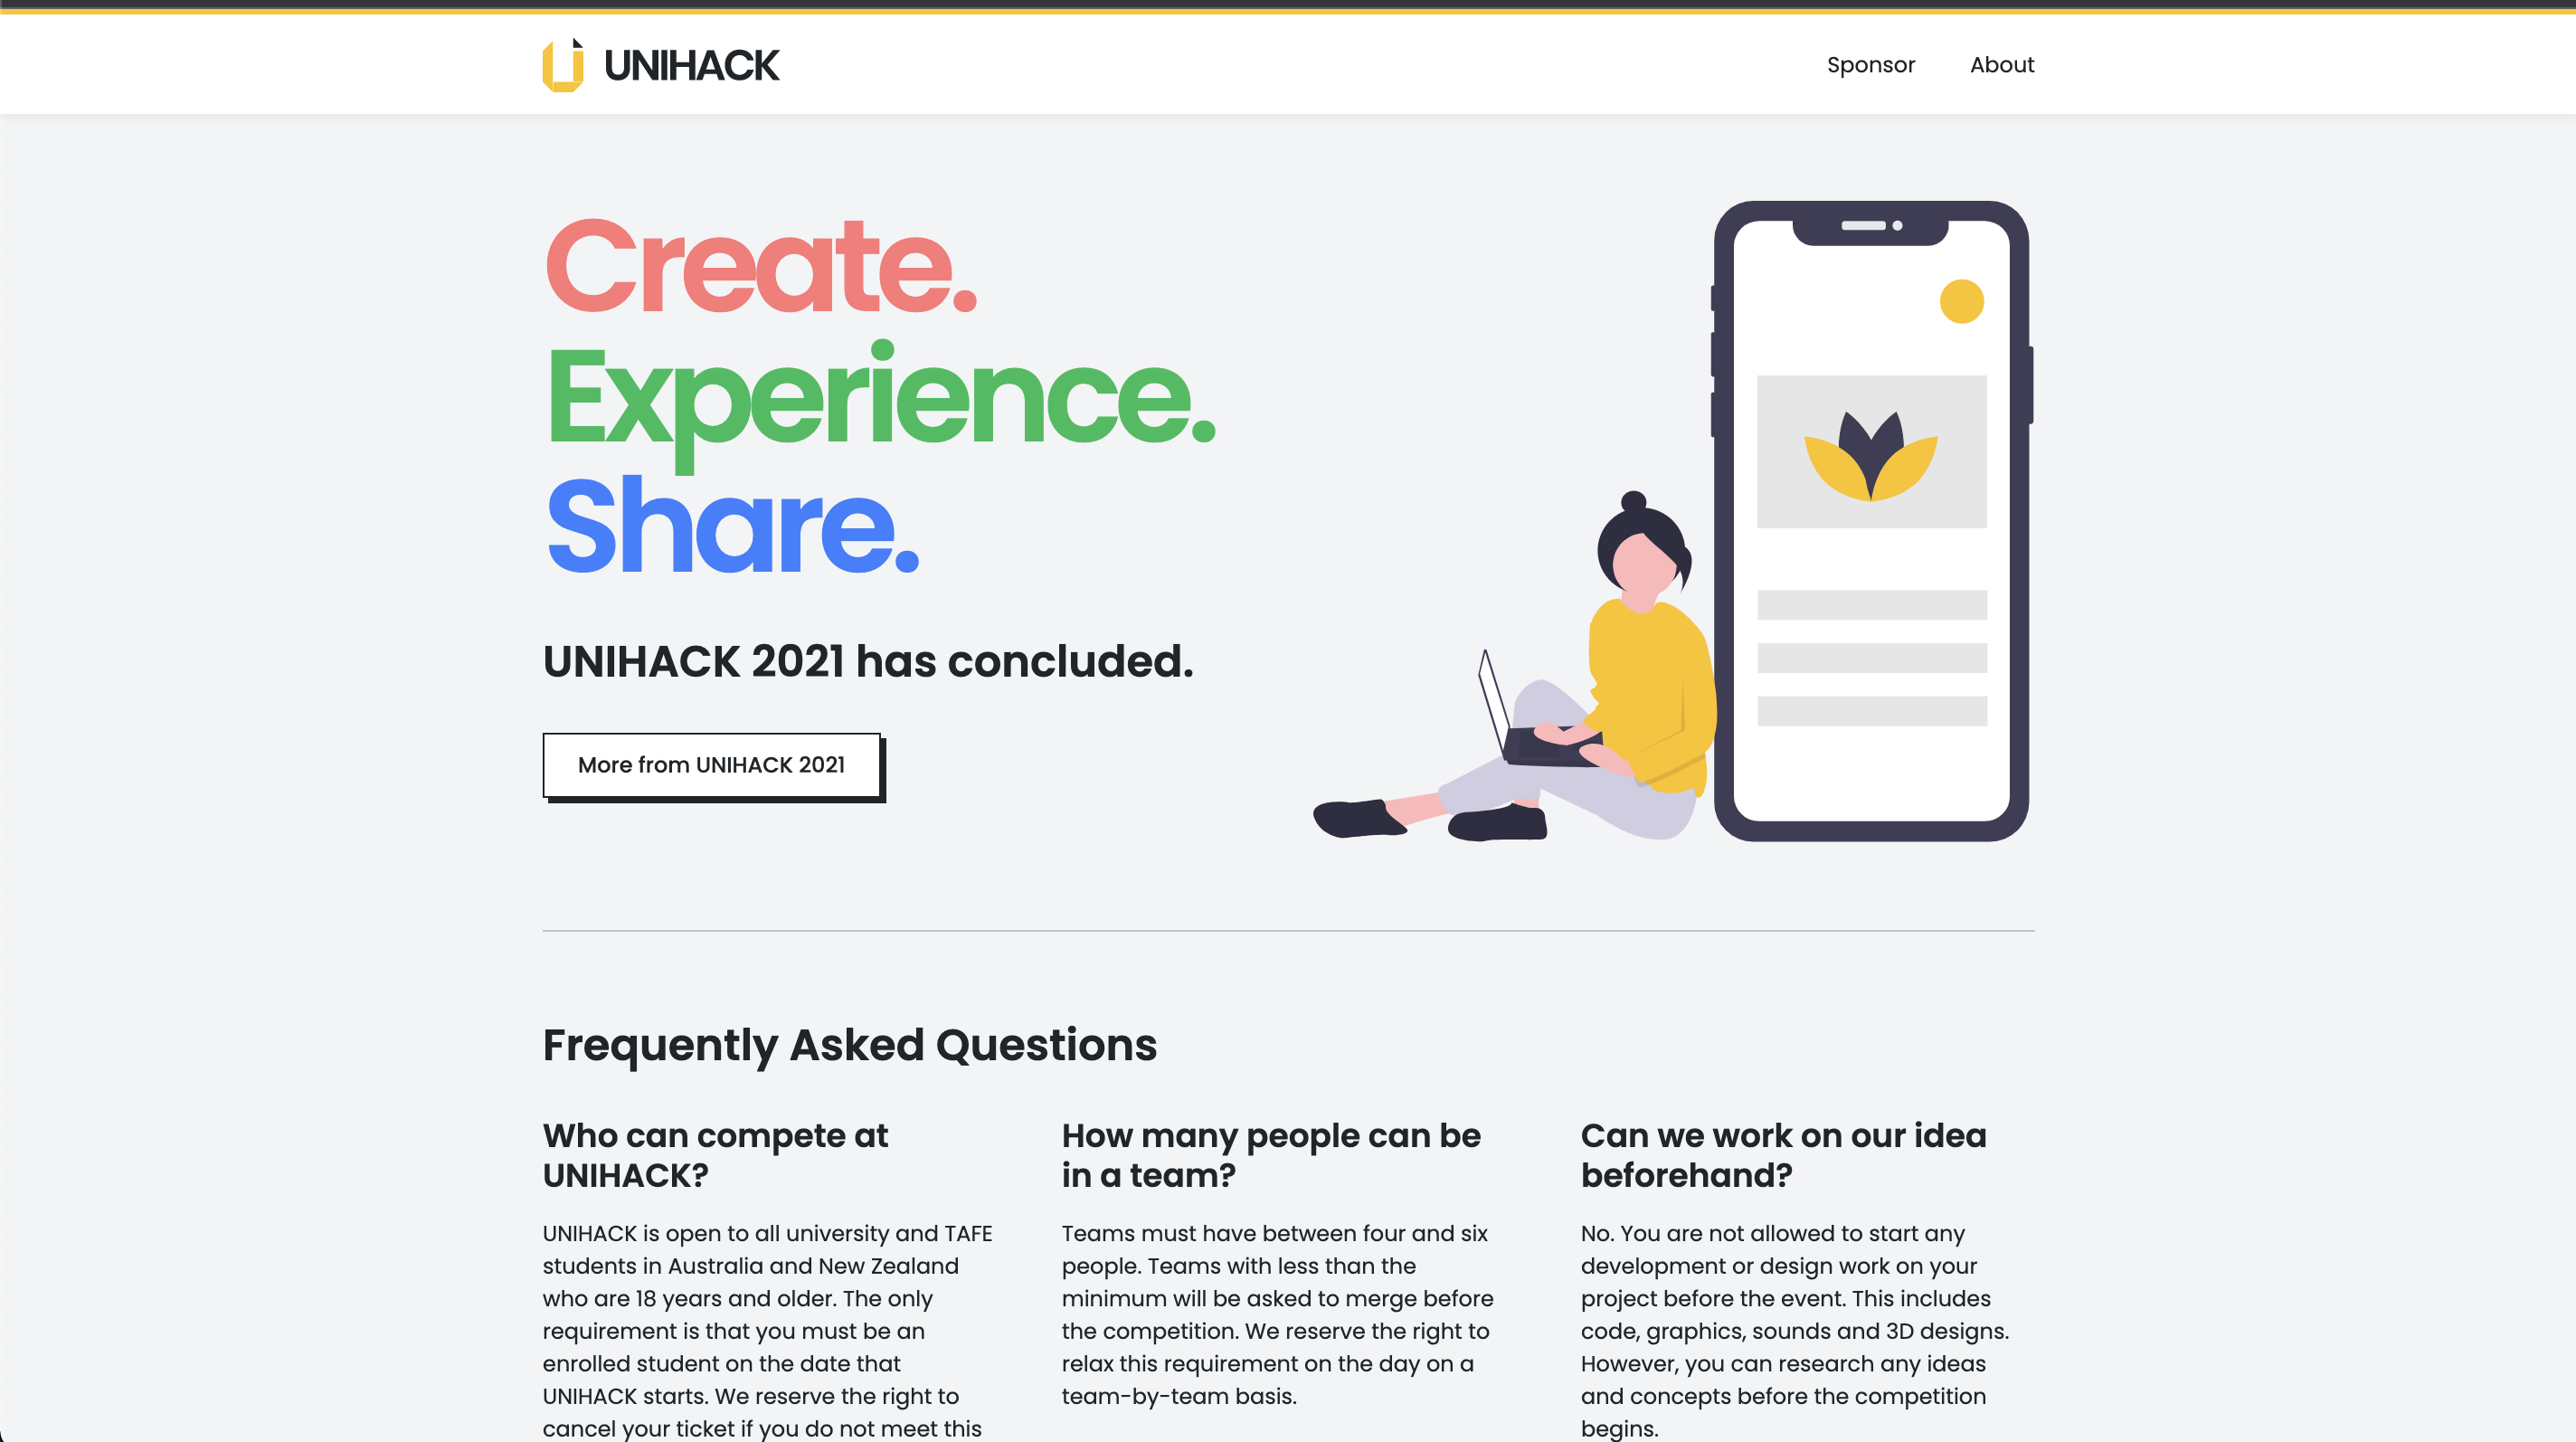 UNIHACK
Sponsor
About
Create.
Experience.
Share.
UNIHACK 2021 has concluded.
More from UNIHACK 2021
Frequently Asked Questions
Who can compete at
UNIHACK?
UNIHACK is open to all university and TAFE
students in Australia and New Zealand
who are 18 years and older. The only
requirement is that you must be an
enrolled student on the date that
UNIHACK starts. We reserve the right to
cancel your ticket if you do not meet this
How many people can be
in a team?
Teams must have between four and six
people. Teams with less than the
minimum will be asked to merge before
the competition. We reserve the right to
relax this requirement on the day on a
team-by-team basis.
Can we work on our idea
beforehand?
No. You are not allowed to start any
development or design work on your
project before the event. This includes
code, graphics, sounds and 3D designs.
However, you can research any ideas
and concepts before the competition
begins.